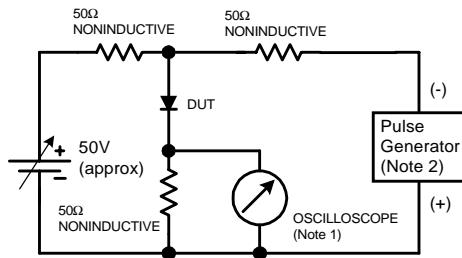 50Ω
NONINDUCTIVE
50Ω
NONINDUCTIVE
DUT
(-)
+
50V
(approx)
-
Pulse
Generator
(Note 2)
50Ω
NONINDUCTIVE
(+)
OSCILLOSCOPE
(Note 1)